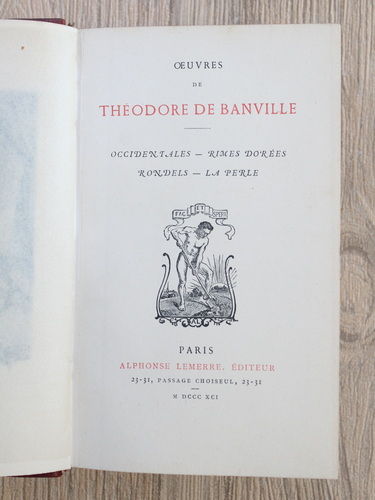 ŒUVRES
DE
THÉODORE DE BANVILLE
OCCIDENTALES — RIMES DORÉES
RONDELS — LA PERLE
FAC ET SPERA
AL
PARIS
ALPHONSE LEMERRE, ÉDITEUR
23-31, PASSAGE CHOISEUL, 23-31
M DCCC XCI